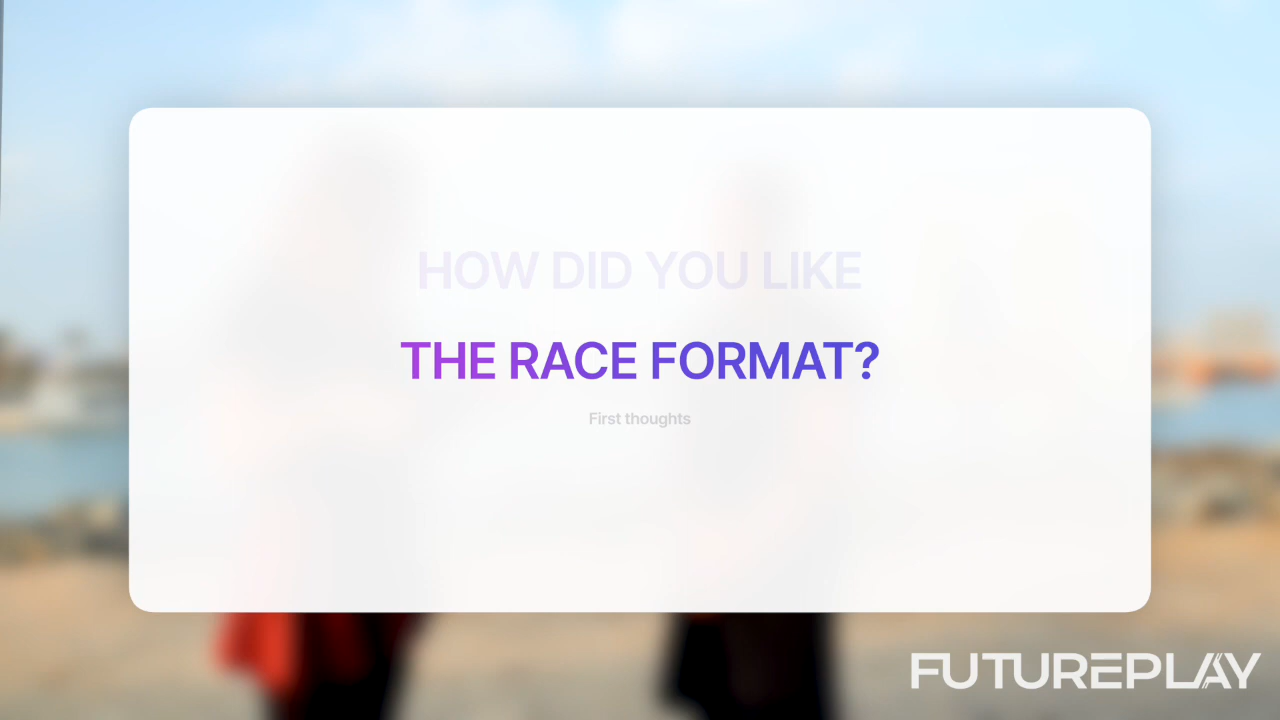 HOW DID YOU LIKE
THE RACE FORMAT?
First thoughts
FUTUREPLAY